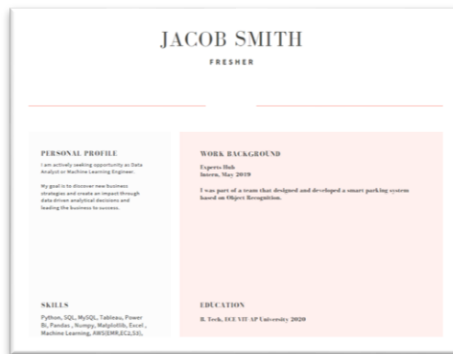 JACOB SMITH
FRESHER
PERSONAL PROFILE
I am actively seeking opportunity as Data
Analyst or Machine Learning Engineer.
My goal is to discover new business
strategies and create an impact through
data driven analytical decisions and
leading the business to success.
SKILLS
Python, SQL, MySQL, Tableau, Power
BI, Pandas , Numpy, Matplotlib, Excel ,
Machine Learning, AWS(EMR,EC2,S3),
WORK BACKGROUND
Experts Hub
Intern, May 2019
I was part of a team that designed and developed a smart parking system
based on Object Recognition.
EDUCATION
B. Tech, ECE VIT-AP University 2020